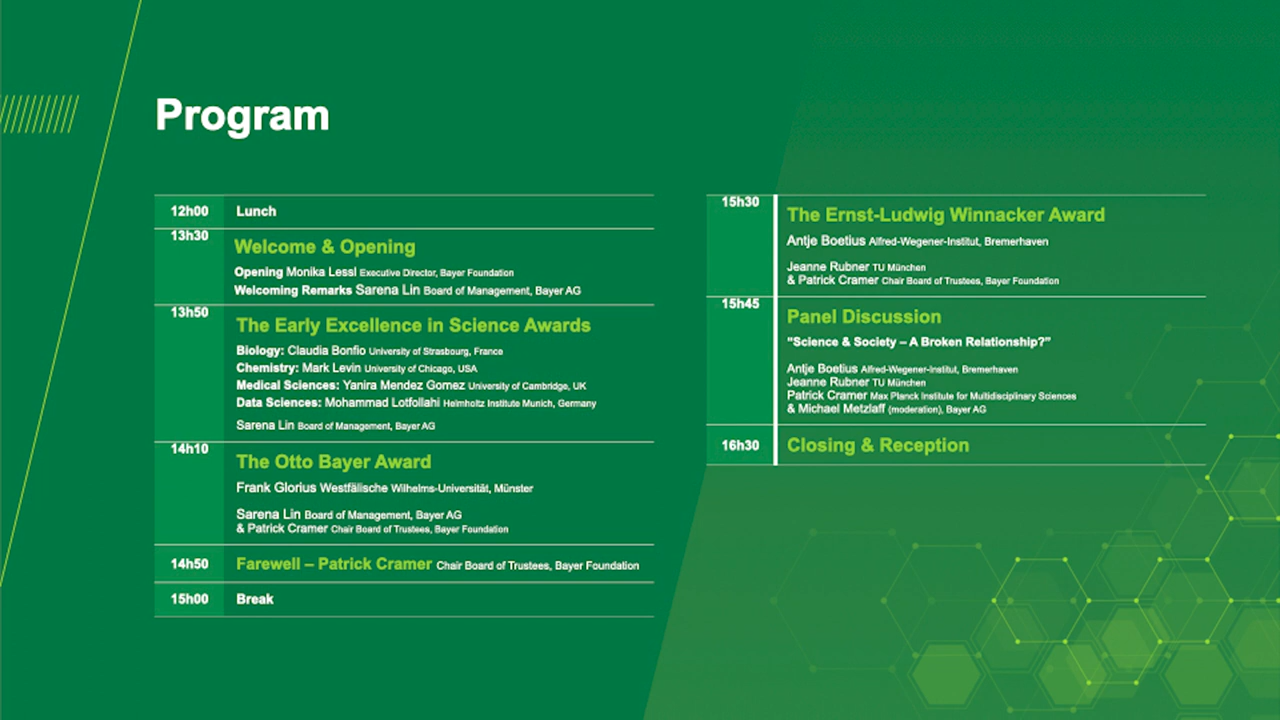 Program
12h00 Lunch
13h30
Welcome & Opening
Opening Monika Lessl Executive Director, Bayer Foundation
Welcoming Remarks Sarena Lin Board of Management, Bayer AG
13h50
The Early Excellence in Science Awards
Biology: Claudia Bonfio University of Strasbourg, France
Chemistry: Mark Levin University of Chicago, USA
Medical Sciences: Yanira Mendez Gomez University of Cambridge, UK
Data Sciences: Mohammad Lotfollahi Helmholtz Institute Munich, Germany
Sarena Lin Board of Management, Bayer AG
14h10
The Otto Bayer Award
Frank Glorius Westfälische Wilhelms-Universität, Münster
Sarena Lin Board of Management, Bayer AG
& Patrick Cramer Chair Board of Trustees, Bayer Foundation
14h50 Farewell – Patrick Cramer Chair Board of Trustees, Bayer Foundation
15h00 Break
15h30
The Ernst-Ludwig Winnacker Award
Antje Boetius Alfred-Wegener-Institut, Bremerhaven
Jeanne Rubner TU München
& Patrick Cramer Chair Board of Trustees, Bayer Foundation
15h45
Panel Discussion
"Science & Society – A Broken Relationship?"
Antje Boetius Alfred-Wegener-Institut, Bremerhaven
Jeanne Rubner TU München
Patrick Cramer Max Planck Institute for Multidisciplinary Sciences
& Michael Metzlaff (moderation), Bayer AG
16h30 Closing & Reception